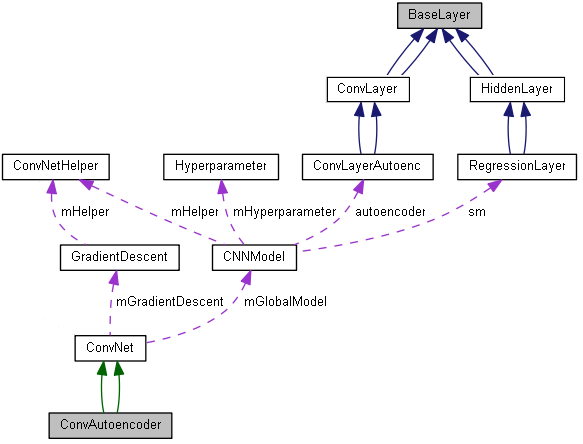 BaseLayer
ConvLayer
HiddenLayer
ConvNetHelper
Hyperparameter
ConvLayerAutoenc
RegressionLayer
mHelper
mHelper
mHyperparameter
autoencoder
sm
GradientDescent
CNNModel
mGradientDescent
mGlobalModel
ConvNet
ConvAutoencoder